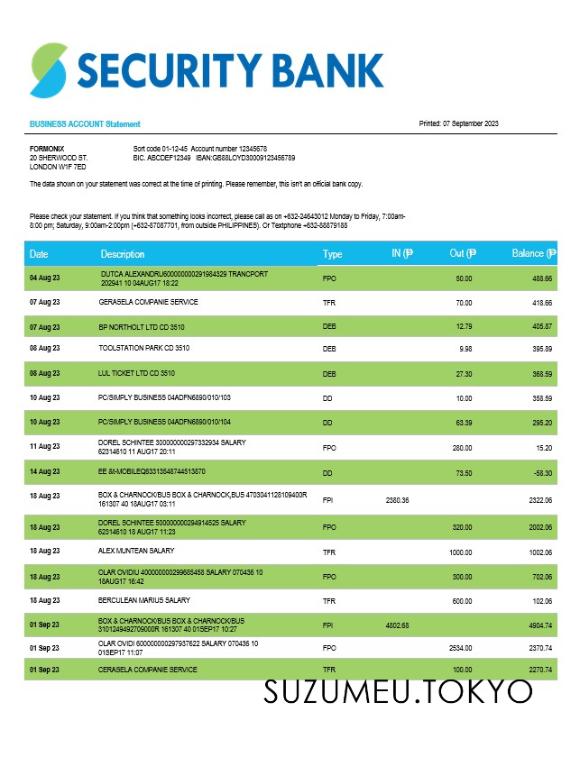 SECURITY BANK
BUSINESS ACCOUNT Statement
Printed: 07 September 2023
FORMONIX
Sort code 01-12-45 Account number 12345678
20 SHERWOOD ST.
BIC. ABCDEF12349 IBAN:GB88LOYD30009123456789
LONDON W1F 7ED
The data shown on your statement was correct at the time of printing. Please remember, this isn't an official bank copy.
Please check your statement. If you think that something looks incorrect, please call as on +632-24643012 Monday to Friday, 7:00am-
8:00 pm; Saturday, 9:00am-2:00pm (+632-87087701, from outside PHILIPPINES). Or Textphone +632-88879188
Date Description Type IN (₱ Out (₱ Balance (₱
04 Aug 23 DUTCA ALEXANDRU600000000291984329 TRANCPORT FPO 50.00 488.66
202941 10 04AUG17 18:22
07 Aug 23 GERASELA COMPANIE SERVICE TFR 70.00 418.66
07 Aug 23 BP NORTHOLT LTD CD 3510 DEB 12.79 405.87
08 Aug 23 TOOLSTATION PARK CD 3510 DEB 9.98 395.89
08 Aug 23 LUL TICKET LTD CD 3510 DEB 27.30 368.59
10 Aug 23 PC/SIMPLY BUSINESS 04ADFN6890/010/103 DD 10.00 358.59
10 Aug 23 PC/SIMPLY BUSINESS 04ADFN6890/010/104 DD 63.39 295.20
11 Aug 23 DOREL SCHINTEE 300000000297332934 SALARY FPO 280.00 15.20
62314610 11 AUG17 20:11
14 Aug 23 EE &t-MOBILEQ63313648744513870 DD 73.50 -58.30
18 Aug 23 BOX & CHARNOCK/BUS BOX & CHARNOCK,BUS 4703041128109400R FPI 2380.36 2322.06
161307 40 18AUG17 03:11
18 Aug 23 DOREL SCHINTEE 500000000294914525 SALARY FPO 320.00 2002.06
62314518 18 AUG17 11:23
18 Aug 23 ALEX MUNTEAN SALARY TFR 1000.00 1002.06
18 Aug 23 OLAR OVIDIU 400000000299685458 SALARY 070436 10 FPO 300.00 702.06
18AUG17 16:42
18 Aug 23 BERCULEAN MARIUS SALARY TFR 600.00 102.06
01 Sep 23 BOX & CHARNOCK/BUS BOX & CHARNOCK/BUS FPI 4802.68 4904.74
3101249492709000R 161307 40 01SEP17 10:27
01 Sep 23 OLAR OVIDI 600000000297937622 SALARY 070436 10 FPO 2534.00 2370.74
01SEP17 11:07
01 Sep 23 CERASELA COMPANIE SERVICE TFR 100.00 2270.74
SUZUMEU.TOKYO